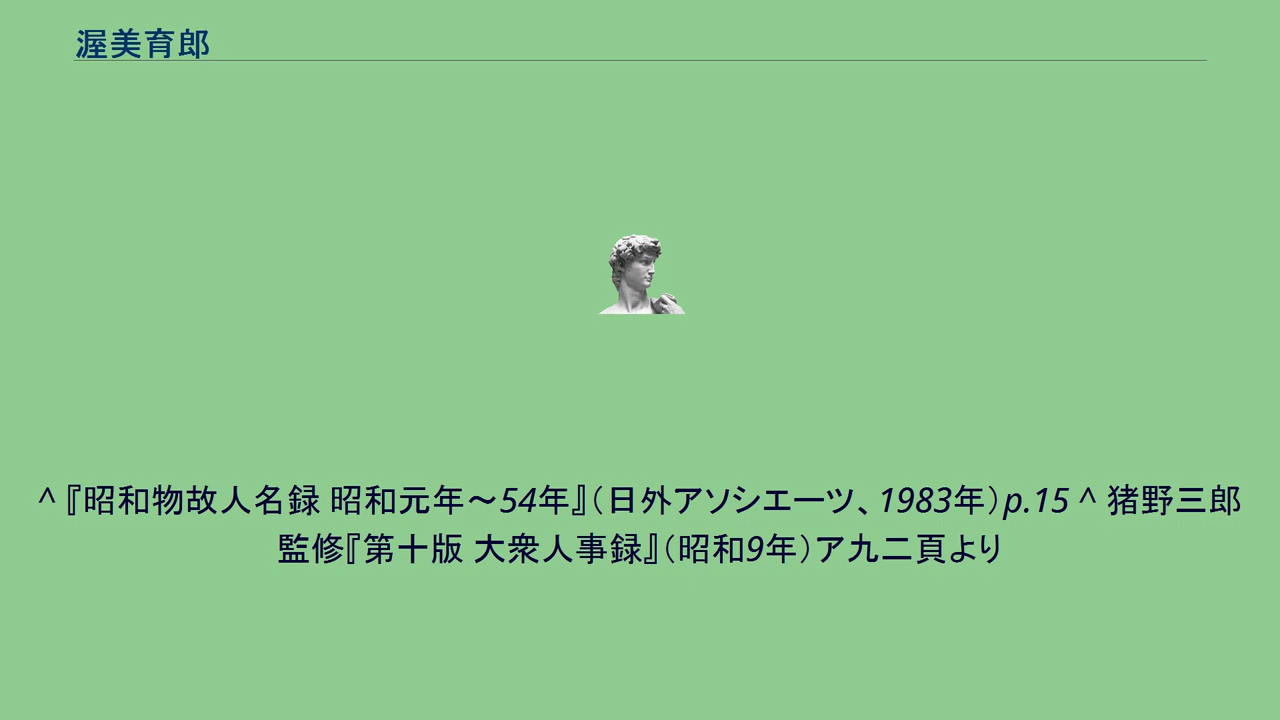 渥美育郎
^『昭和物故人名録 昭和元年～54年』（日外アソシエーツ、1983年）p.15 ^ 猪野三郎
監修『第十版 大衆人事録』（昭和9年）ア九二頁より